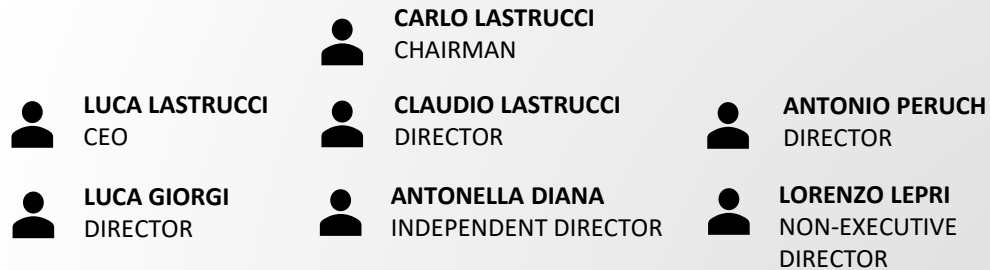 CARLO LASTRUCCI
CHAIRMAN
LUCA LASTRUCCI
CEO
CLAUDIO LASTRUCCI
DIRECTOR
ANTONIO PERUCH
DIRECTOR
LUCA GIORGI
DIRECTOR
ANTONELLA DIANA
INDEPENDENT DIRECTOR
LORENZO LEPRI
NON-EXECUTIVE
DIRECTOR